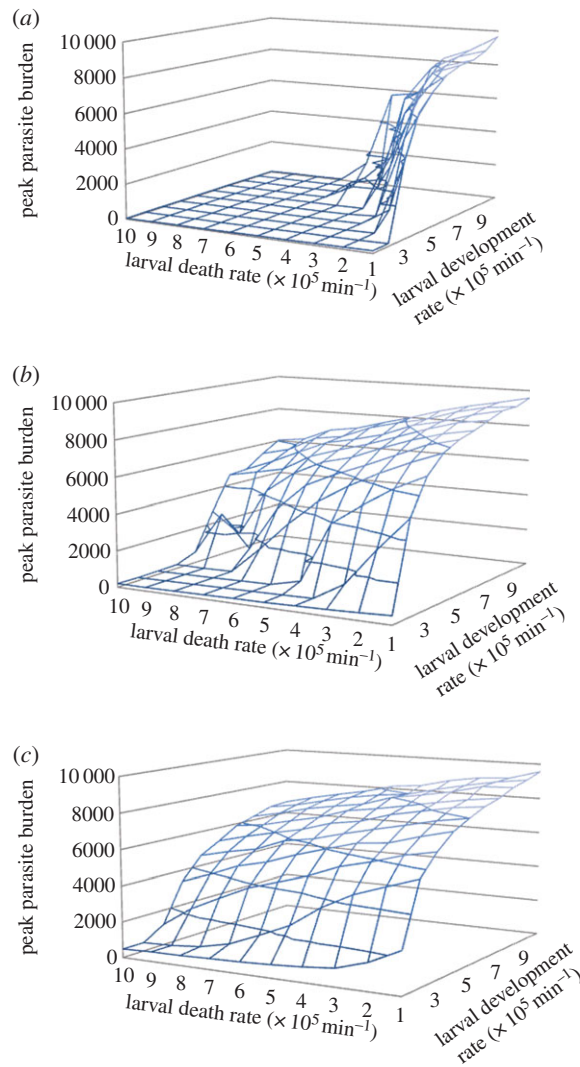 (a)
10 000
8000
6000
4000
2000
0
peak parasite burden
10 9 8 7 6 5 4 3 2 1
larval death rate (× 10⁵ min⁻¹)
3 5 7 9
larval development
rate (× 10⁵ min⁻¹)
(b)
10 000
8000
6000
4000
2000
0
peak parasite burden
10 9 8 7 6 5 4 3 2 1
larval death rate (× 10⁵ min⁻¹)
3 5 7 9
larval development
rate (× 10⁵ min⁻¹)
(c)
10 000
8000
6000
4000
2000
0
peak parasite burden
10 9 8 7 6 5 4 3 2 1
larval death rate (× 10⁵ min⁻¹)
3 5 7 9
larval development
rate (× 10⁵ min⁻¹)